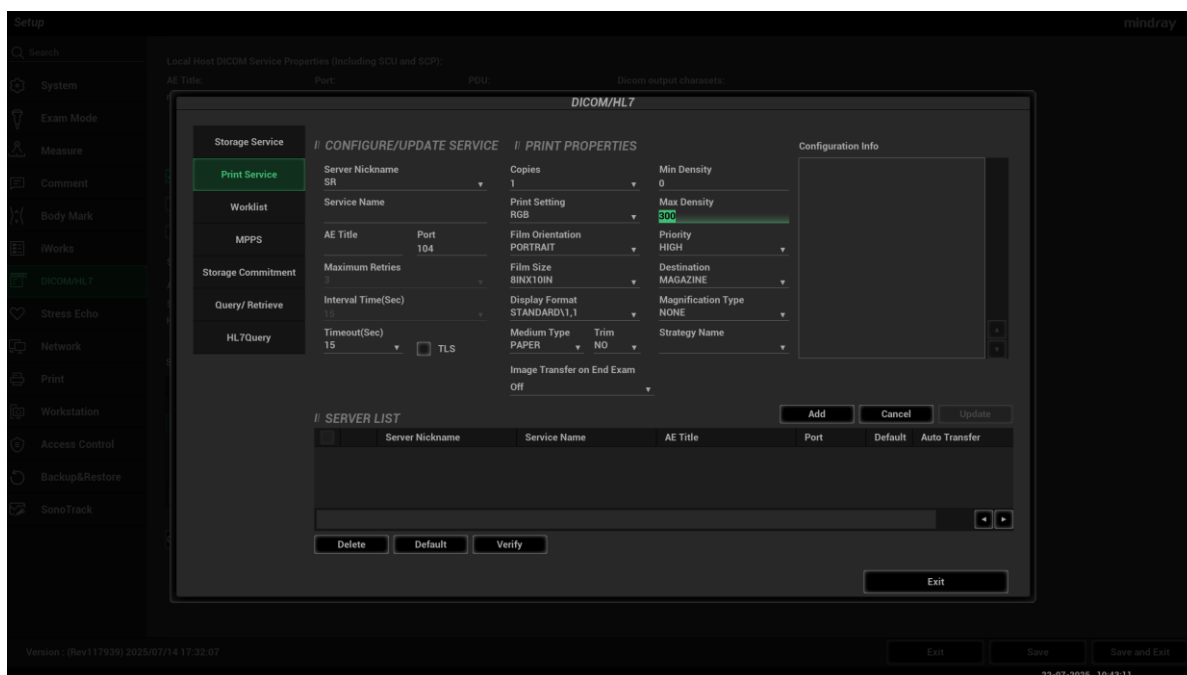 Setup
mindray
Search
System
Exam Mode
Measure
Comment
Body Mark
iWorks
DICOM/HL7
Stress Echo
Network
Print
Workstation
Access Control
Backup&Restore
SonoTrack
Local Host DICOM Service Properties (Including SCU and SCP):
AE Title: Port: PDU: Dicom output charasets:
DICOM/HL7
Storage Service
Print Service
Worklist
MPPS
Storage Commitment
Query/ Retrieve
HL7Query
CONFIGURE/UPDATE SERVICE
Server Nickname
SR
Service Name
AE Title Port
104
Maximum Retries
3
Interval Time(Sec)
15
Timeout(Sec)
15 TLS
PRINT PROPERTIES
Copies
1
Print Setting
RGB
Film Orientation
PORTRAIT
Film Size
8INX10IN
Display Format
STANDARD\1,1
Medium Type Trim
PAPER NO
Image Transfer on End Exam
Off
Min Density
0
Max Density
300
Priority
HIGH
Destination
MAGAZINE
Magnification Type
NONE
Strategy Name
Configuration Info
Add Cancel Update
SERVER LIST
Server Nickname Service Name AE Title Port Default Auto Transfer
Delete Default Verify
Exit
Version : (Rev117939) 2025/07/14 17:32:07
Exit Save Save and Exit
22-07-2025 10:43:11